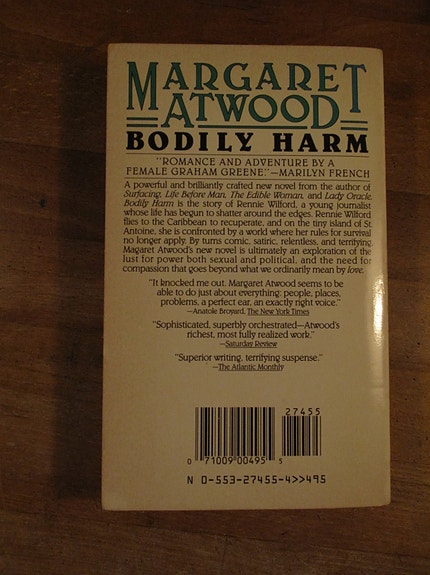 MARGARET
ATWOOD
BODILY HARM
"ROMANCE AND ADVENTURE BY A
FEMALE GRAHAM GREENE."—MARILYN FRENCH
A powerful and brilliantly crafted new novel from the author of
Surfacing, Life Before Man, The Edible Woman, and Lady Oracle,
Bodily Harm is the story of Rennie Wilford, a young journalist
whose life has begun to shatter around the edges. Rennie Wilford
flies to the Caribbean to recuperate, and on the tiny island of St.
Antoine, she is confronted by a world where her rules for survival
no longer apply. By turns comic, satiric, relentless, and terrifying,
Magaret Atwood's new novel is ultimately an exploration of the
lust for power both sexual and political, and the need for
compassion that goes beyond what we ordinarily mean by love.
"It knocked me out. Margaret Atwood seems to be
able to do just about everything: people, places,
problems, a perfect ear, an exactly right voice."
—Anatole Broyard, The New York Times
"Sophisticated, superbly orchestrated—Atwood's
richest, most fully realized work."
—Saturday Review
"Superior writing, terrifying suspense."
—The Atlantic Monthly
27455
0 71009 00495 5
N 0-553-27455-4>>495